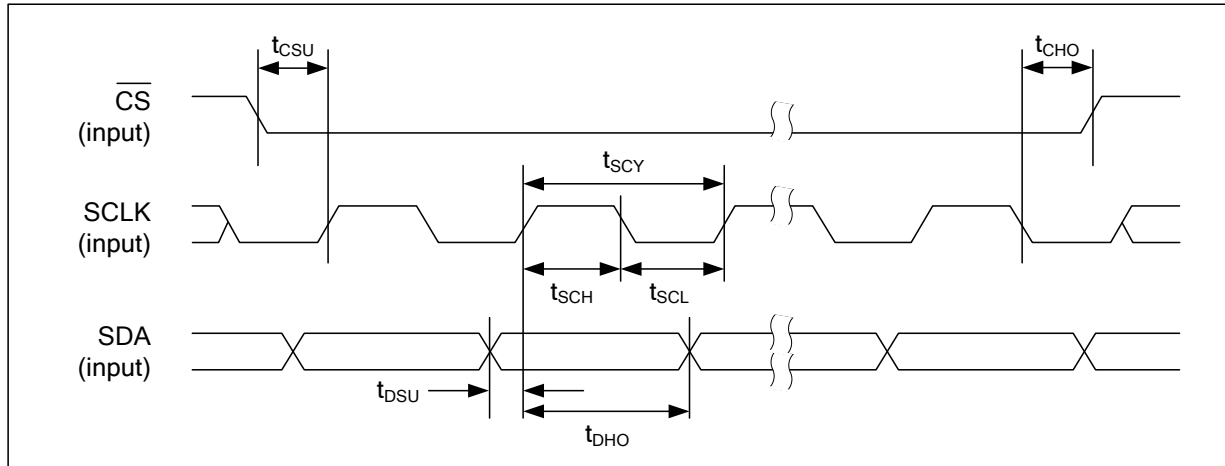 tCSU
tCHO
CS
(input)
tSCY
SCLK
(input)
tSCH
tSCL
SDA
(input)
tDSU
tDHO